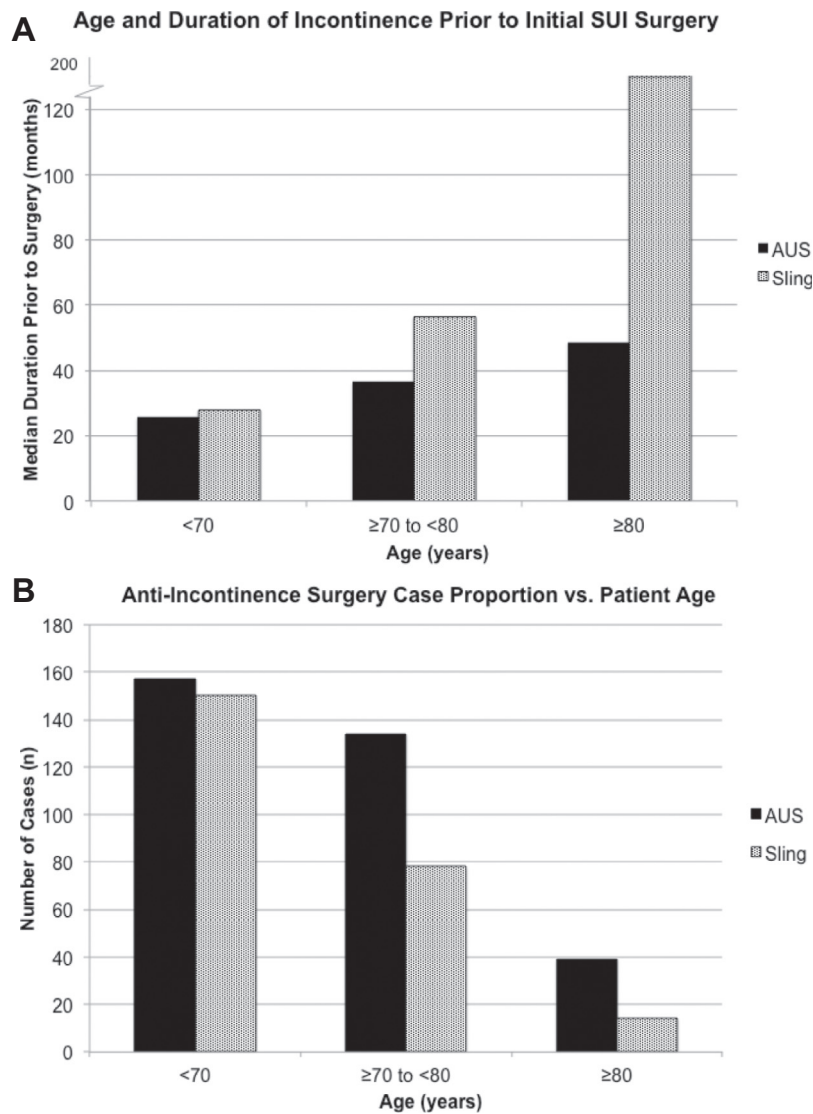 A
Age and Duration of Incontinence Prior to Initial SUI Surgery
Median Duration Prior to Surgery (months)
200
120
100
80
60
40
20
0
<70
≥70 to <80
≥80
Age (years)
AUS
Sling
B
Anti-Incontinence Surgery Case Proportion vs. Patient Age
Number of Cases (n)
180
160
140
120
100
80
60
40
20
0
<70
≥70 to <80
≥80
Age (years)
AUS
Sling